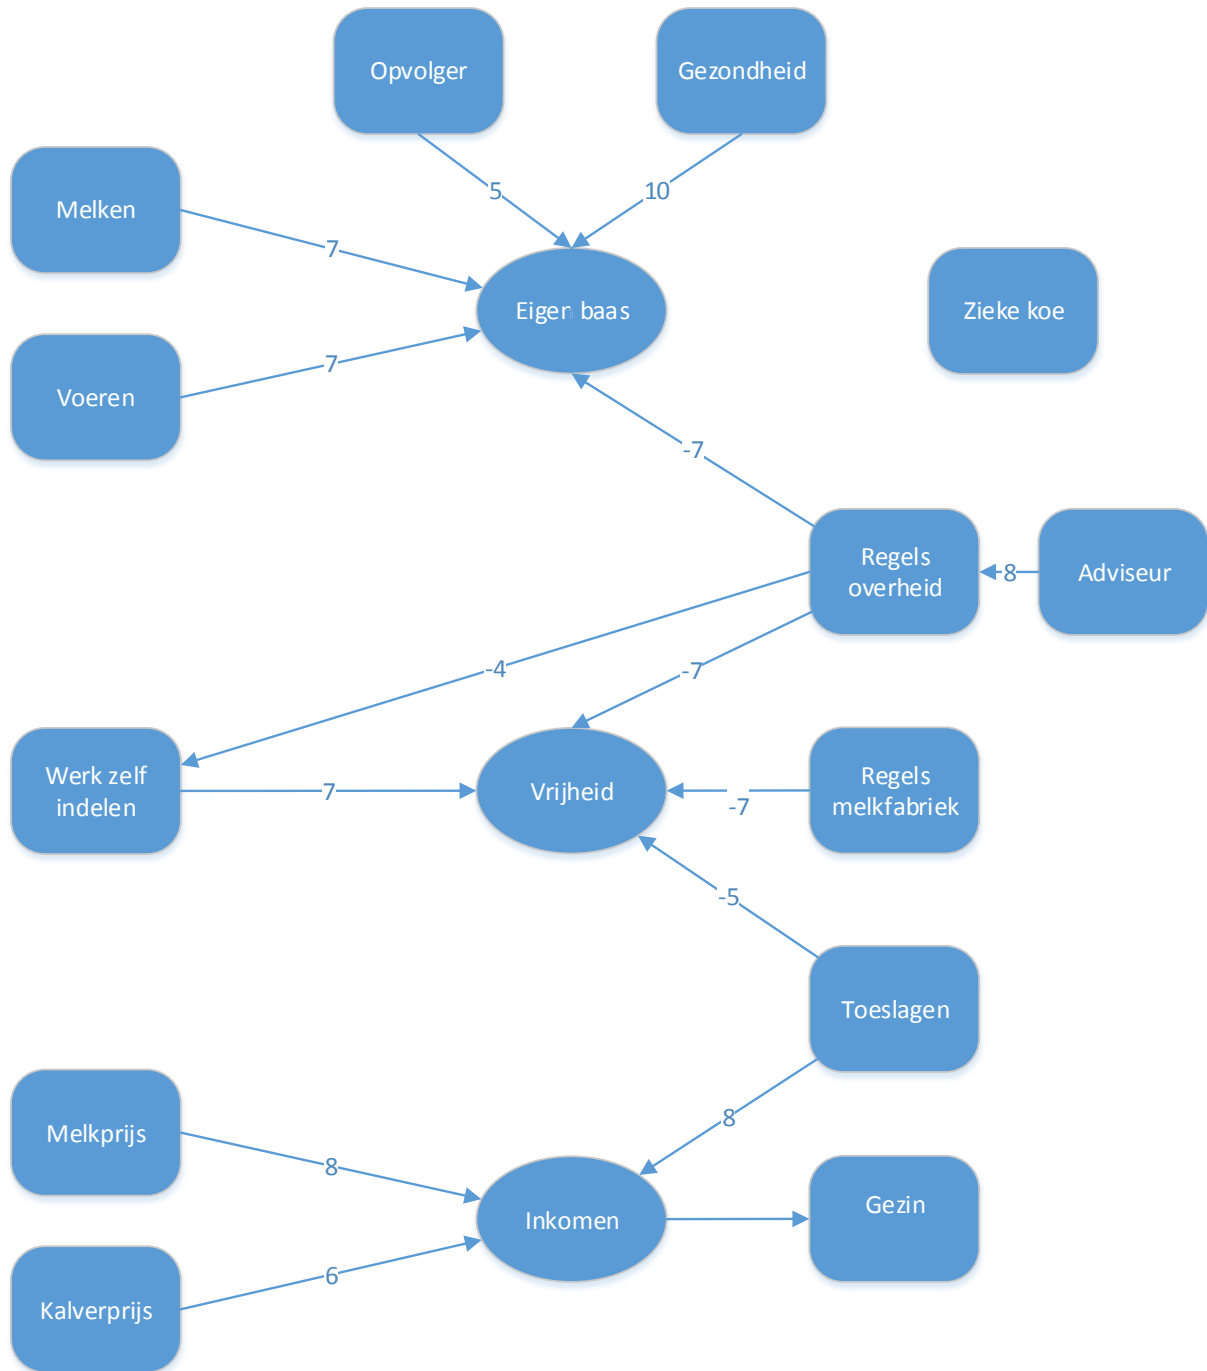 Opvolger
Gezondheid
5
10
Melken
7
Eigen baas
Zieke koe
Voeren
7
-7
Regels
overheid
8
Adviseur
-4
-7
Werk zelf
indelen
7
Vrijheid
-7
Regels
melkfabriek
-5
Toeslagen
8
Melkprijs
8
Inkomen
Gezin
6
Kalverprijs